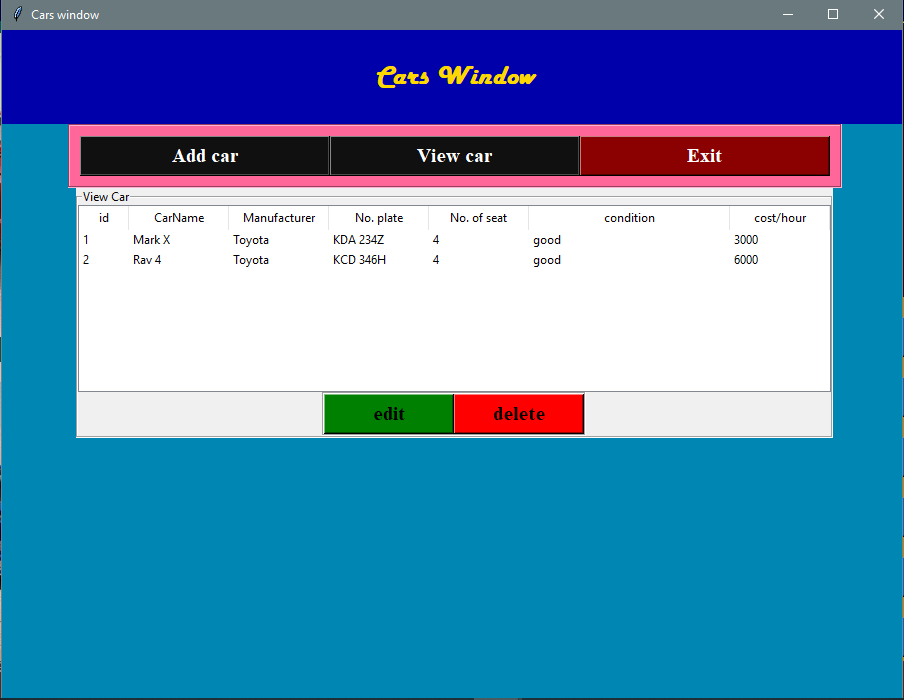 Cars window
Cars Window
Add car View car Exit
View Car
id CarName Manufacturer No. plate No. of seat condition cost/hour
1 Mark X Toyota KDA 234Z 4 good 3000
2 Rav 4 Toyota KCD 346H 4 good 6000
edit delete